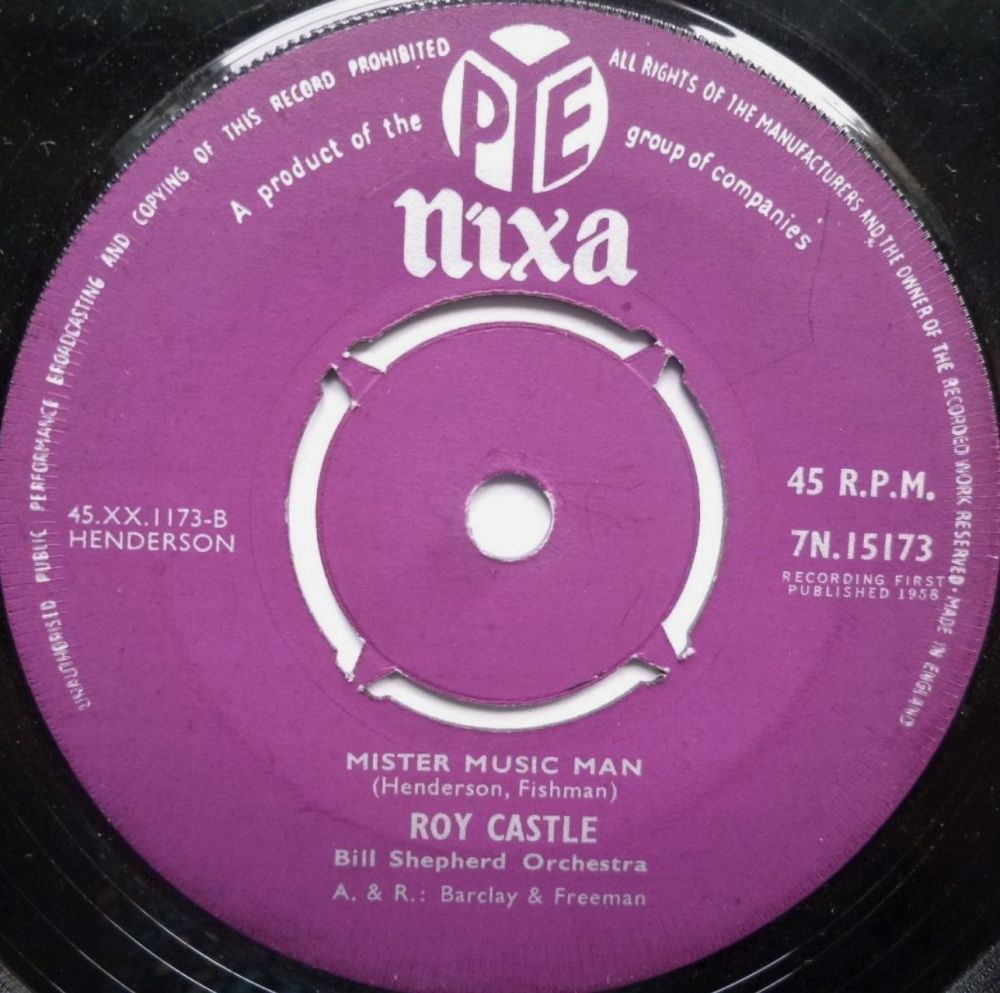 UNAUTHORISED PUBLIC PERFORMANCE BROADCASTING AND COPYING OF THIS RECORD PROHIBITED
ALL RIGHTS OF THE MANUFACTURERS AND THE OWNER OF THE RECORDED WORK RESERVED. MADE IN ENGLAND
A product of the
PYE
group of companies
nixa
45.XX.1173-B
HENDERSON
45 R.P.M.
7N.15173
RECORDING FIRST
PUBLISHED 1958
MISTER MUSIC MAN
(Henderson, Fishman)
ROY CASTLE
Bill Shepherd Orchestra
A. & R.: Barclay & Freeman